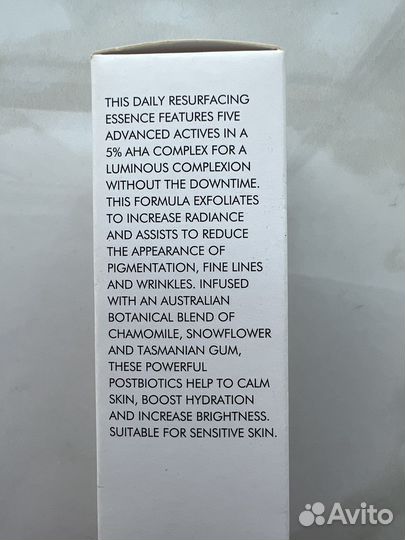 THIS DAILY RESURFACING
ESSENCE FEATURES FIVE
ADVANCED ACTIVES IN A
5% AHA COMPLEX FOR A
LUMINOUS COMPLEXION
WITHOUT THE DOWNTIME.
THIS FORMULA EXFOLIATES
TO INCREASE RADIANCE
AND ASSISTS TO REDUCE
THE APPEARANCE OF
PIGMENTATION, FINE LINES
AND WRINKLES. INFUSED
WITH AN AUSTRALIAN
BOTANICAL BLEND OF
CHAMOMILE, SNOWFLOWER
AND TASMANIAN GUM,
THESE POWERFUL
POSTBIOTICS HELP TO CALM
SKIN, BOOST HYDRATION
AND INCREASE BRIGHTNESS.
SUITABLE FOR SENSITIVE SKIN.
Avito